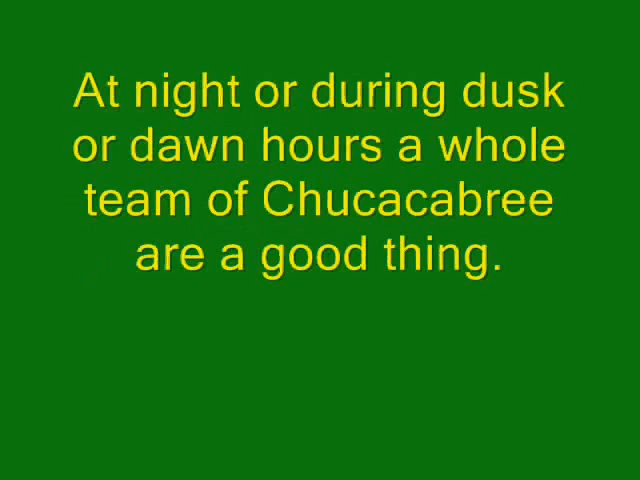 At night or during dusk
or dawn hours a whole
team of Chucacabree
are a good thing.